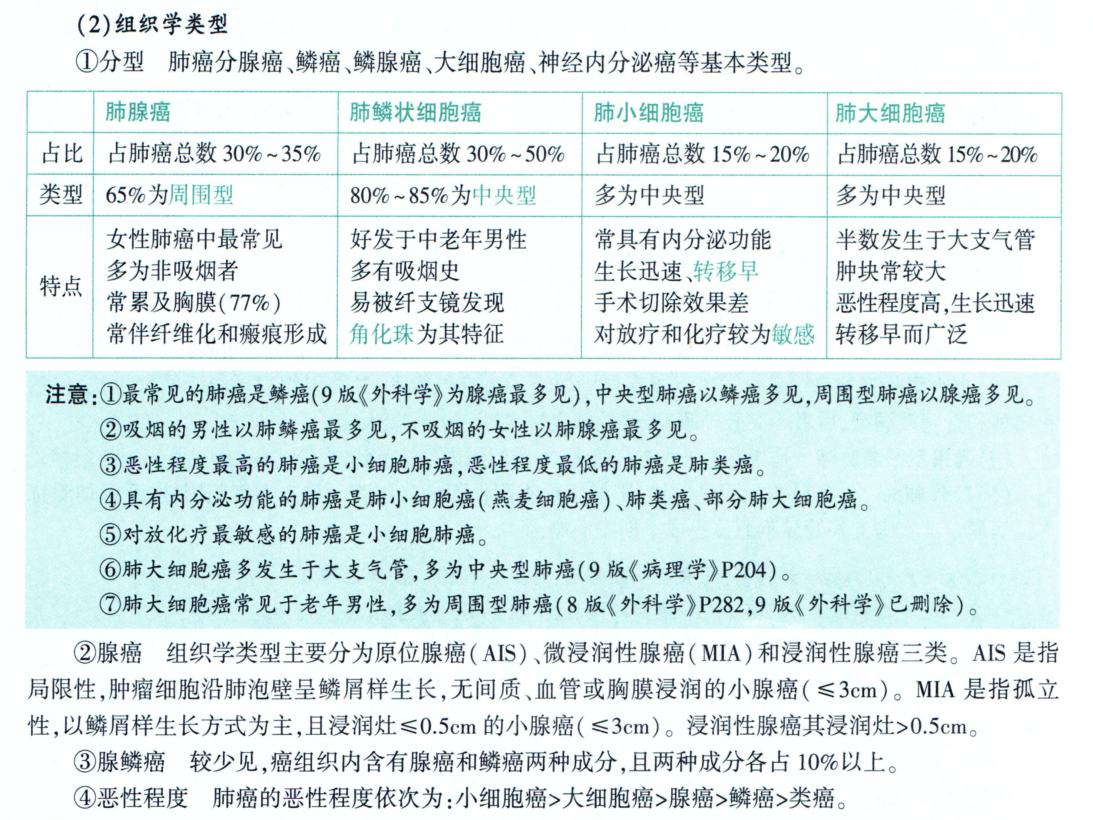 (2)组织学类型
①分型　肺癌分腺癌、鳞癌、鳞腺癌、大细胞癌、神经内分泌癌等基本类型。
肺腺癌　肺鳞状细胞癌　肺小细胞癌　肺大细胞癌
占比　占肺癌总数 30%~35%　占肺癌总数 30%~50%　占肺癌总数 15%~20%　占肺癌总数 15%~20%
类型　65%为周围型　80%~85%为中央型　多为中央型　多为中央型
特点
女性肺癌中最常见　好发于中老年男性　常具有内分泌功能　半数发生于大支气管
多为非吸烟者　多有吸烟史　生长迅速、转移早　肿块常较大
常累及胸膜(77%)　易被纤支镜发现　手术切除效果差　恶性程度高,生长迅速
常伴纤维化和瘢痕形成　角化珠为其特征　对放疗和化疗较为敏感　转移早而广泛
注意:①最常见的肺癌是鳞癌(9 版《外科学》为腺癌最多见),中央型肺癌以鳞癌多见,周围型肺癌以腺癌多见。
②吸烟的男性以肺鳞癌最多见,不吸烟的女性以肺腺癌最多见。
③恶性程度最高的肺癌是小细胞肺癌,恶性程度最低的肺癌是肺类癌。
④具有内分泌功能的肺癌是肺小细胞癌(燕麦细胞癌)、肺类癌、部分肺大细胞癌。
⑤对放化疗最敏感的肺癌是小细胞肺癌。
⑥肺大细胞癌多发生于大支气管,多为中央型肺癌(9 版《病理学》P204)。
⑦肺大细胞癌常见于老年男性,多为周围型肺癌(8 版《外科学》P282,9 版《外科学》已删除)。
②腺癌　组织学类型主要分为原位腺癌(AIS)、微浸润性腺癌(MIA)和浸润性腺癌三类。AIS 是指
局限性,肿瘤细胞沿肺泡壁呈鳞屑样生长,无间质、血管或胸膜浸润的小腺癌(≤3cm)。MIA 是指孤立
性,以鳞屑样生长方式为主,且浸润灶≤0.5cm 的小腺癌(≤3cm)。浸润性腺癌其浸润灶>0.5cm。
③腺鳞癌　较少见,癌组织内含有腺癌和鳞癌两种成分,且两种成分各占 10%以上。
④恶性程度　肺癌的恶性程度依次为:小细胞癌>大细胞癌>腺癌>鳞癌>类癌。